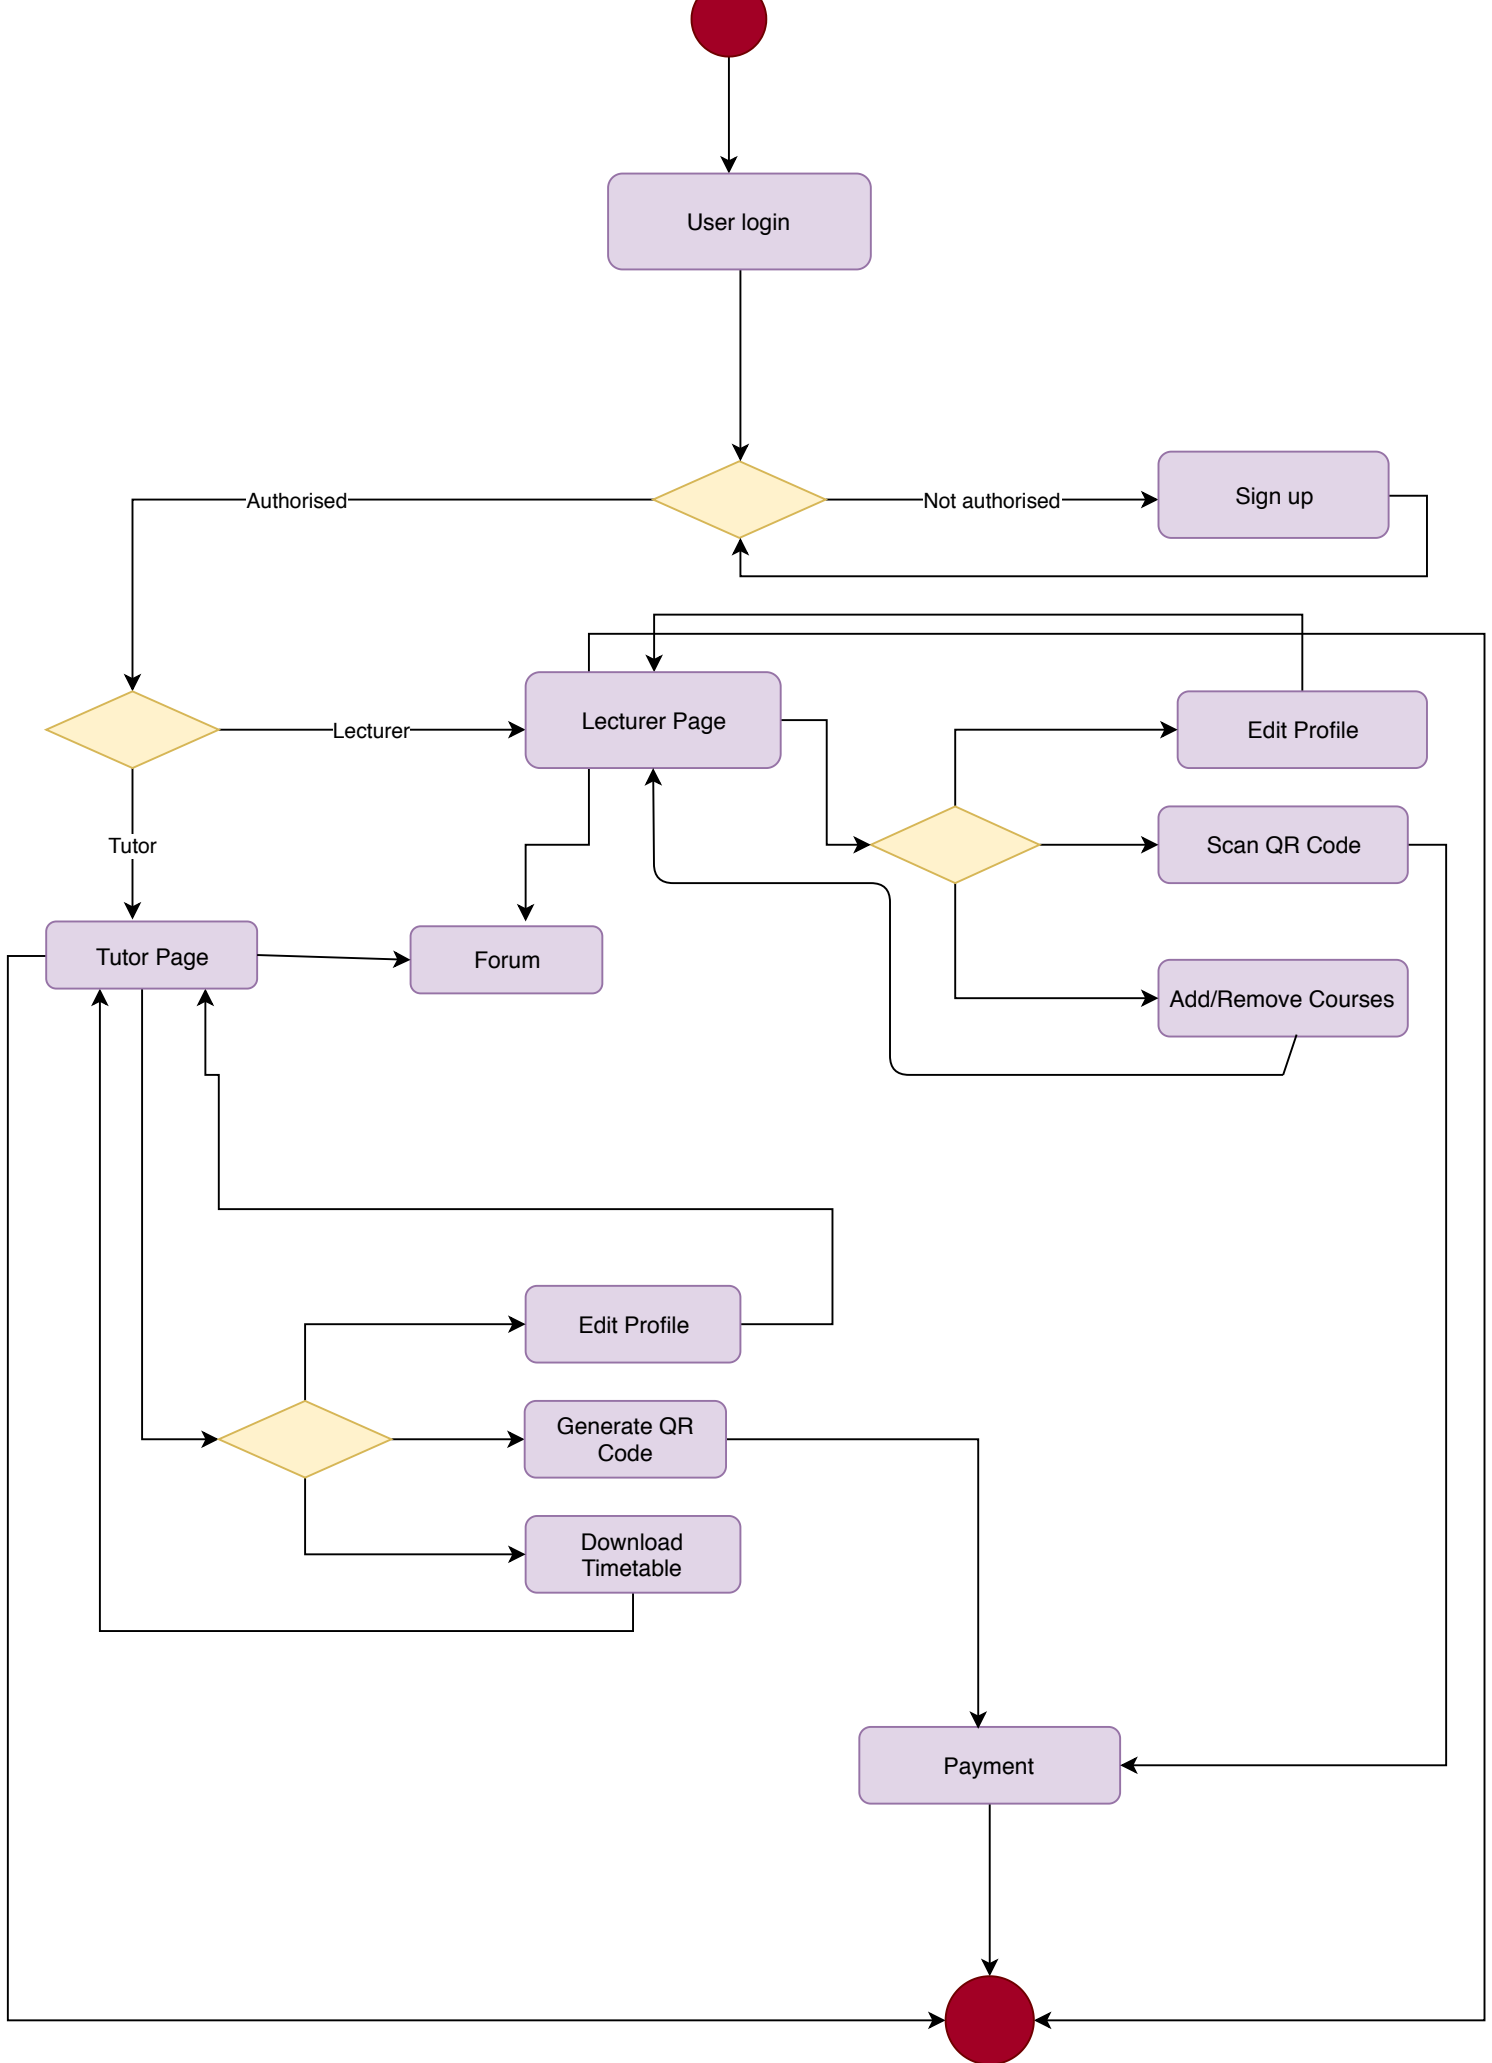 User login
Authorised
Not authorised
Sign up
Lecturer
Lecturer Page
Edit Profile
Scan QR Code
Tutor
Tutor Page
Forum
Add/Remove Courses
Edit Profile
Generate QR
Code
Download
Timetable
Payment